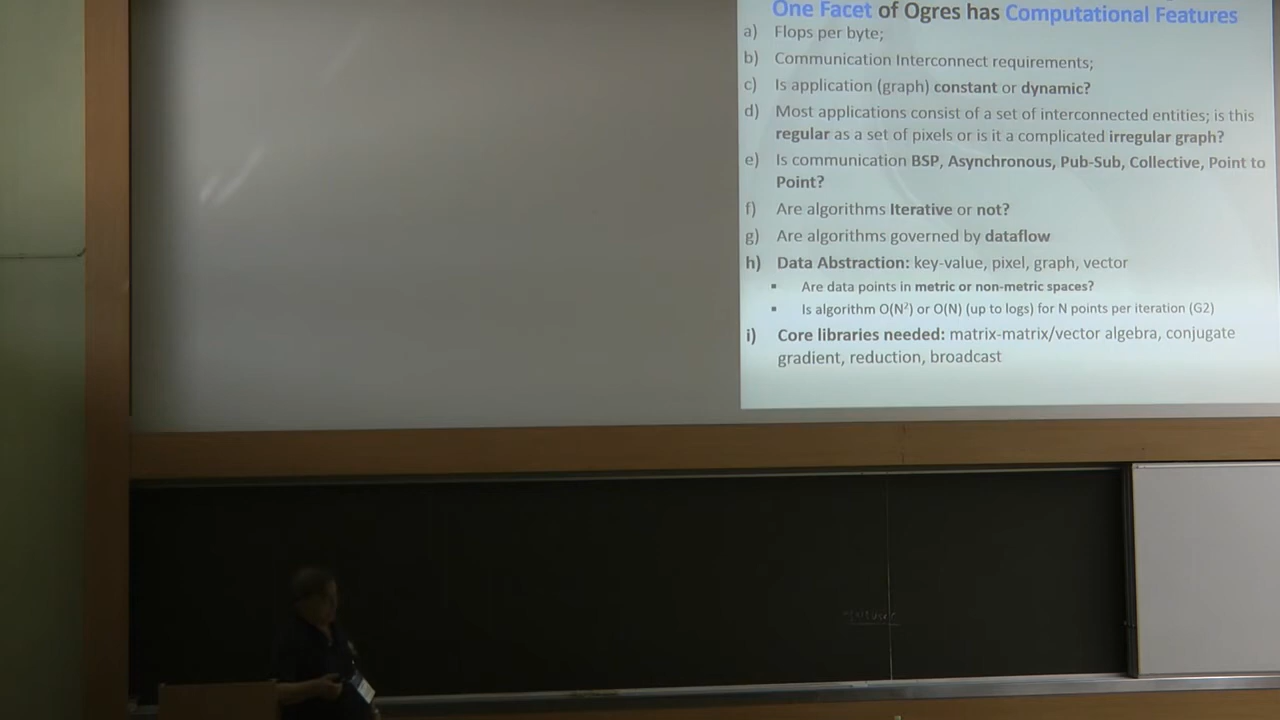 One Facet of Ogres has Computational Features
a) Flops per byte;
b) Communication Interconnect requirements;
c) Is application (graph) constant or dynamic?
d) Most applications consist of a set of interconnected entities; is this
regular as a set of pixels or is it a complicated irregular graph?
e) Is communication BSP, Asynchronous, Pub-Sub, Collective, Point to
Point?
f) Are algorithms Iterative or not?
g) Are algorithms governed by dataflow
h) Data Abstraction: key-value, pixel, graph, vector
▪ Are data points in metric or non-metric spaces?
▪ Is algorithm O(N²) or O(N) (up to logs) for N points per iteration (G2)
i) Core libraries needed: matrix-matrix/vector algebra, conjugate
gradient, reduction, broadcast